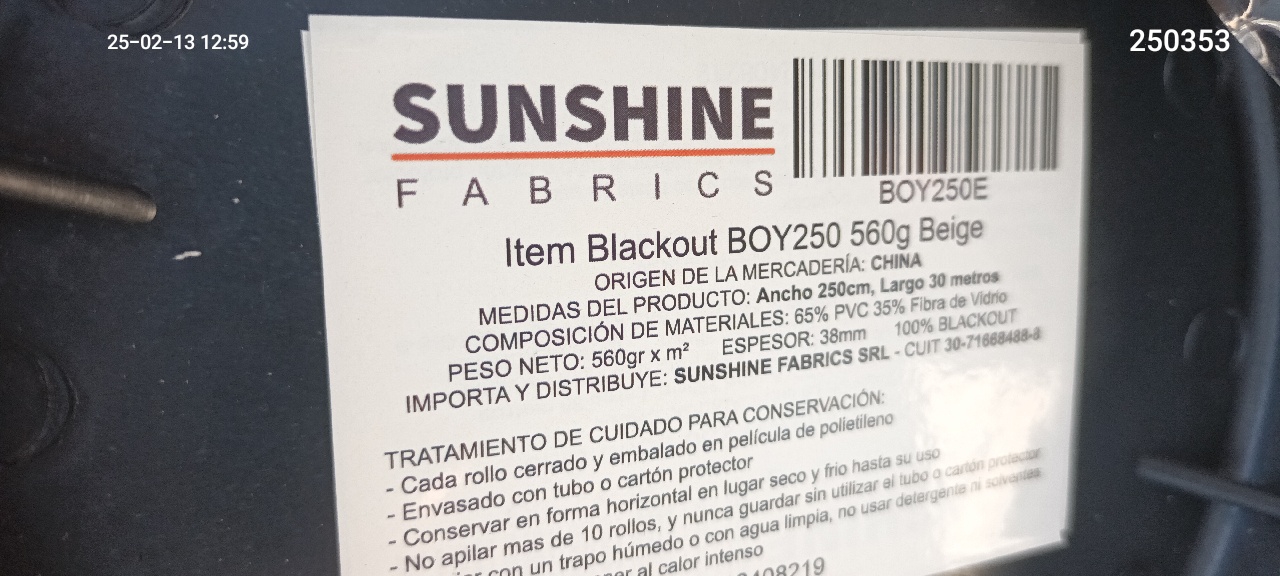 25-02-13 12:59
250353
SUNSHINE
FABRICS
BOY250E
Item Blackout BOY250 560g Beige
ORIGEN DE LA MERCADERÍA: CHINA
MEDIDAS DEL PRODUCTO: Ancho 250cm, Largo 30 metros
COMPOSICIÓN DE MATERIALES: 65% PVC 35% Fibra de Vidrio
PESO NETO: 560gr x m² ESPESOR: 38mm 100% BLACKOUT
IMPORTA Y DISTRIBUYE: SUNSHINE FABRICS SRL - CUIT 30-71668488-8
TRATAMIENTO DE CUIDADO PARA CONSERVACIÓN:
- Cada rollo cerrado y embalado en película de polietileno
- Envasado con tubo o cartón protector
- Conservar en forma horizontal en lugar seco y frio hasta su uso
- No apilar mas de 10 rollos, y nunca guardar sin utilizar el tubo o cartón protector
con un trapo húmedo o con agua limpia, no usar detergente ni solventes
al calor intenso